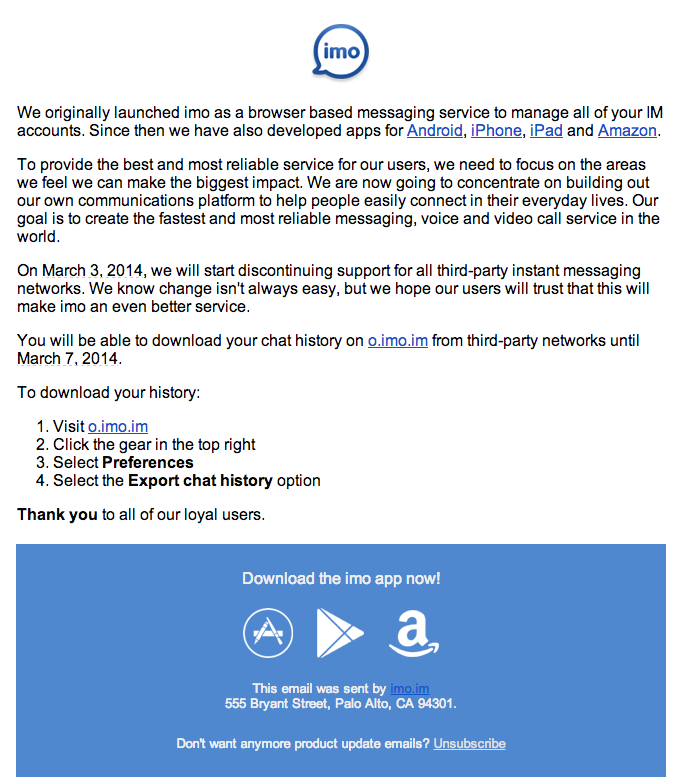 imo
We originally launched imo as a browser based messaging service to manage all of your IM
accounts. Since then we have also developed apps for Android, iPhone, iPad and Amazon.
To provide the best and most reliable service for our users, we need to focus on the areas
we feel we can make the biggest impact. We are now going to concentrate on building out
our own communications platform to help people easily connect in their everyday lives. Our
goal is to create the fastest and most reliable messaging, voice and video call service in the
world.
On March 3, 2014, we will start discontinuing support for all third-party instant messaging
networks. We know change isn't always easy, but we hope our users will trust that this will
make imo an even better service.
You will be able to download your chat history on o.imo.im from third-party networks until
March 7, 2014.
To download your history:
1. Visit o.imo.im
2. Click the gear in the top right
3. Select Preferences
4. Select the Export chat history option
Thank you to all of our loyal users.
Download the imo app now!
a
This email was sent by imo.im
555 Bryant Street, Palo Alto, CA 94301.
Don't want anymore product update emails? Unsubscribe